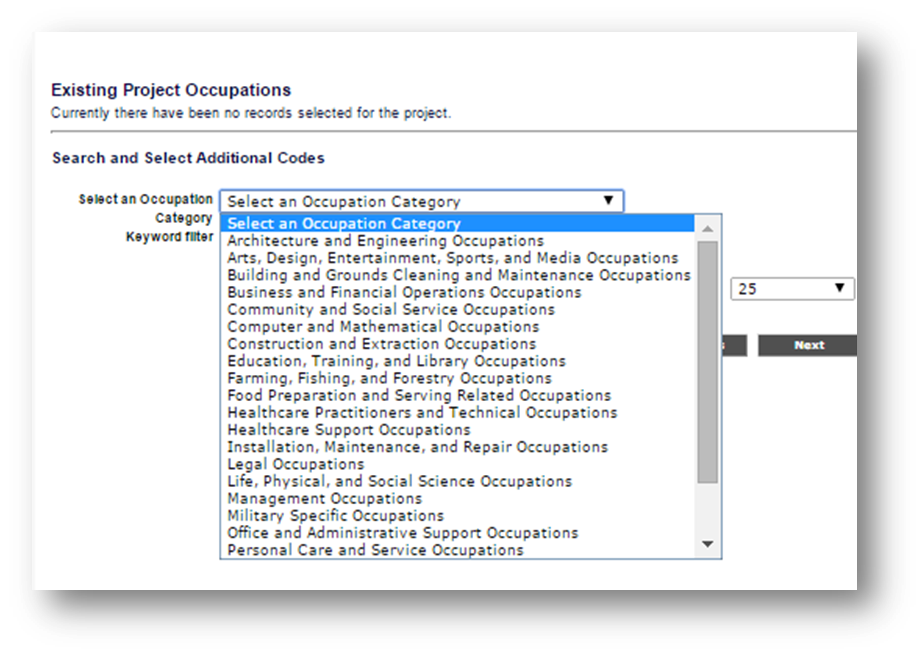 Existing Project Occupations
Currently there have been no records selected for the project.
Search and Select Additional Codes
Select an Occupation
Category
Select an Occupation Category
Keyword filter
Select an Occupation Category
Architecture and Engineering Occupations
Arts, Design, Entertainment, Sports, and Media Occupations
Building and Grounds Cleaning and Maintenance Occupations
Business and Financial Operations Occupations
Community and Social Service Occupations
Computer and Mathematical Occupations
Construction and Extraction Occupations
Education, Training, and Library Occupations
Farming, Fishing, and Forestry Occupations
Food Preparation and Serving Related Occupations
Healthcare Practitioners and Technical Occupations
Healthcare Support Occupations
Installation, Maintenance, and Repair Occupations
Legal Occupations
Life, Physical, and Social Science Occupations
Management Occupations
Military Specific Occupations
Office and Administrative Support Occupations
Personal Care and Service Occupations
25
Next